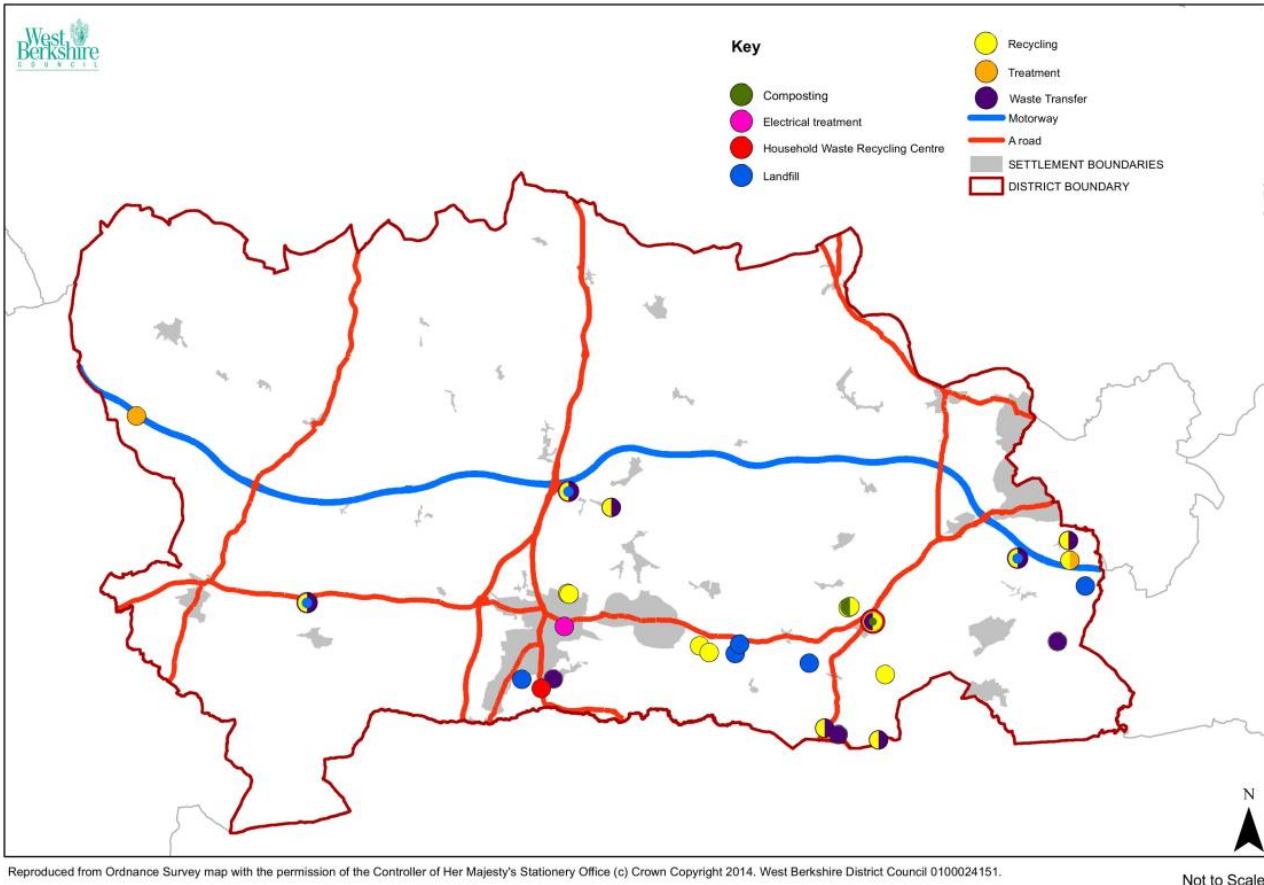 West
Berkshire
COUNCIL
Key
Composting
Electrical treatment
Household Waste Recycling Centre
Landfill
Recycling
Treatment
Waste Transfer
Motorway
A road
SETTLEMENT BOUNDARIES
DISTRICT BOUNDARY
N
Reproduced from Ordnance Survey map with the permission of the Controller of Her Majesty's Stationery Office (c) Crown Copyright 2014. West Berkshire District Council 0100024151.
Not to Scale